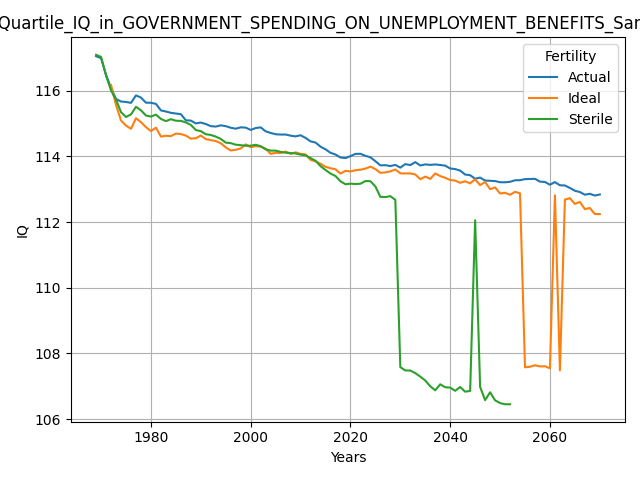 Quartile_IQ_in_GOVERNMENT_SPENDING_ON_UNEMPLOYMENT_BENEFITS_Sar
Fertility
Actual
Ideal
Sterile
116
114
112
110
108
106
IQ
1980 2000 2020 2040 2060
Years